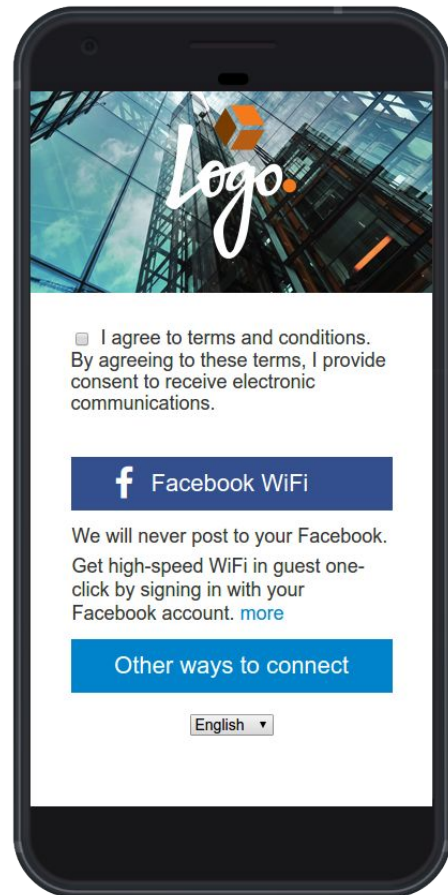 Logo.
I agree to terms and conditions.
By agreeing to these terms, I provide
consent to receive electronic
communications.
f Facebook WiFi
We will never post to your Facebook.
Get high-speed WiFi in guest one-
click by signing in with your
Facebook account. more
Other ways to connect
English